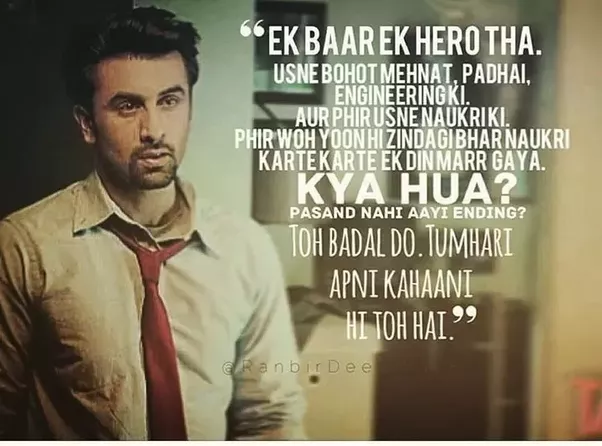 “EK BAAR EK HERO THA.
USNE BOHOT MEHNAT, PADHAI,
ENGINEERING KI.
AUR PHIR USNE NAUKRI KI.
PHIR WOH YOON HI ZINDAGI BHAR NAUKRI
KARTE KARTE EK DIN MARR GAYA.
KYA HUA?
PASAND NAHI AAYI ENDING?
TOH BADAL DO. TUMHARI
APNI KAHAANI
HI TOH HAI.”
@RanbirDee